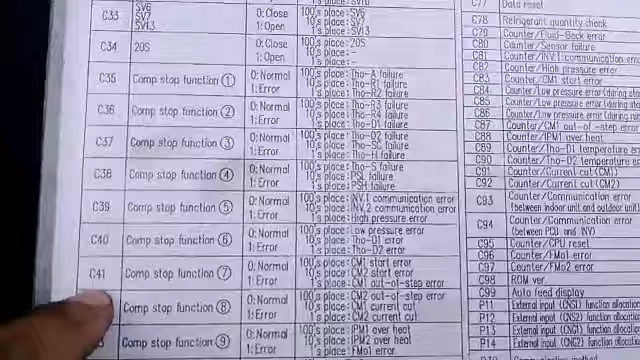 C33 SV6 SV7 SV13 0: Close 1: Open 100's place: SV6 10's place: SV7 1's place: SV13
C34 20S 0: Close 1: Open 100's place: 20S 10's place: - 1's place: -
C35 Comp stop function ① 0: Normal 1: Error 100's place: Tho-A failure 10's place: Tho-R1 failure 1's place: Tho-R2 failure
C36 Comp stop function ② 0: Normal 1: Error 100's place: Tho-R3 failure 10's place: Tho-R4 failure 1's place: Tho-D1 failure
C37 Comp stop function ③ 0: Normal 1: Error 100's place: Tho-D2 failure 10's place: Tho-SC failure 1's place: Tho-H failure
C38 Comp stop function ④ 0: Normal 1: Error 100's place: Tho-S failure 10's place: PSL failure 1's place: PSH failure
C39 Comp stop function ⑤ 0: Normal 1: Error 100's place: INV.1 communication error 10's place: INV.2 communication error 1's place: High pressure error
C40 Comp stop function ⑥ 0: Normal 1: Error 100's place: Low pressure error 10's place: Tho-D1 error 1's place: Tho-D2 error
C41 Comp stop function ⑦ 0: Normal 1: Error 100's place: CM1 start error 10's place: CM2 start error 1's place: CM1 out-of-step error
Comp stop function ⑧ 0: Normal 1: Error 100's place: CM2 out-of-step error 10's place: CM1 current cut 1's place: CM2 current cut
3 Comp stop function ⑨ 0: Normal 1: Error 100's place: IPM1 over heat 10's place: IPM2 over heat 1's place: FMo1 error
C77 Data reset
C78 Refrigerant quantity check
C79 Counter/Fluid-Back error
C80 Counter/Sensor failure
C81 Counter/INV.1 communication error
C82 Counter/High pressure error
C83 Counter/CM1 start error
C84 Counter/Low pressure error (during
C85 Counter/Low pressure error (during
C86 Counter/Low pressure error (during
C87 Counter/CM1 out-of-step error
C88 Counter/IPM1 over heat
C89 Counter/Tho-D1 temperature
C90 Counter/Tho-D2 temperature
C91 Counter/Current cut (CM1)
C92 Counter/Current cut (CM2)
C93 Counter/Communication error
(between indoor unit and outdoor unit)
C94 Counter/Communication error
(between PCU and INV)
C95 Counter/CPU reset
C96 Counter/FMo1 error
C97 Counter/FMo2 error
C98 ROM ver.
C99 Auto feed display
P11 External input (CNS1) function
P12 External input (CNS2) function
P13 External input (CNG1) function
P14 External input (CNG2) function